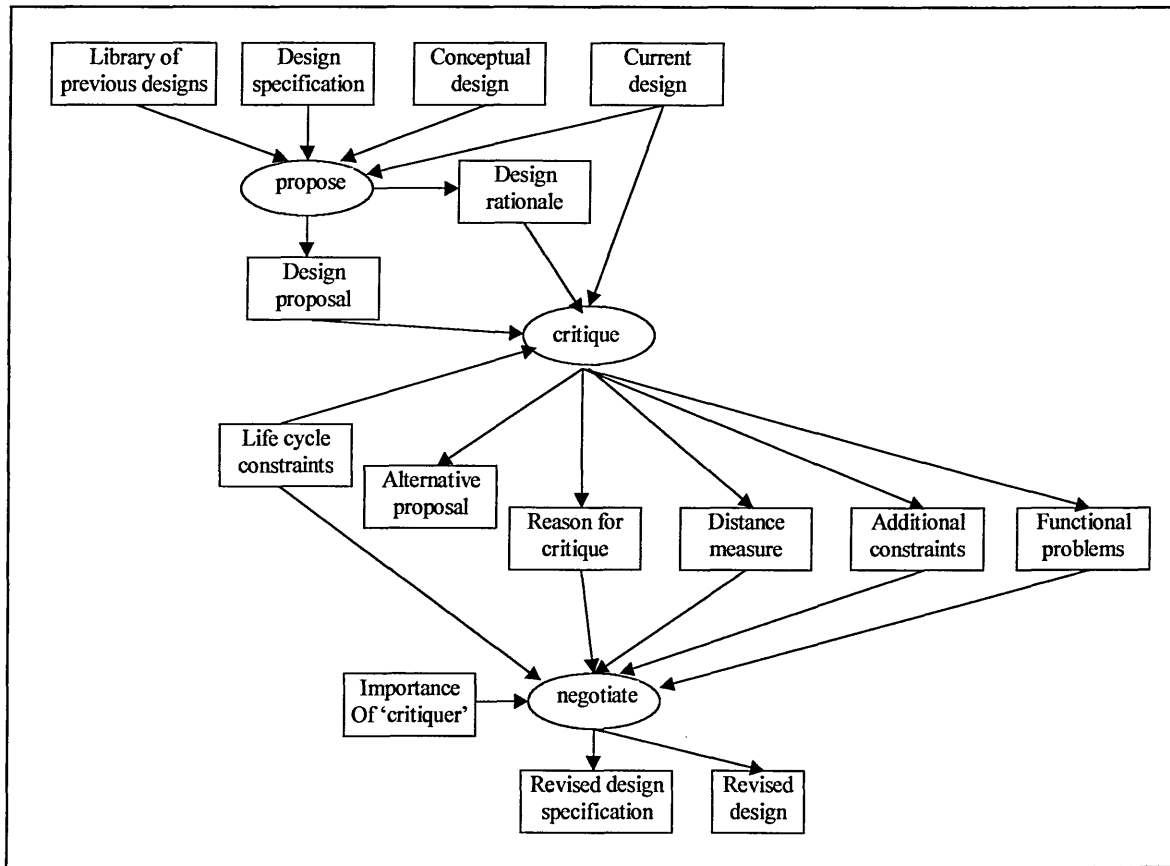 Library of
previous designs
Design
specification
Conceptual
design
Current
design
propose
Design
rationale
Design
proposal
critique
Life cycle
constraints
Alternative
proposal
Reason for
critique
Distance
measure
Additional
constraints
Functional
problems
Importance
Of ‘critiquer’
negotiate
Revised design
specification
Revised
design